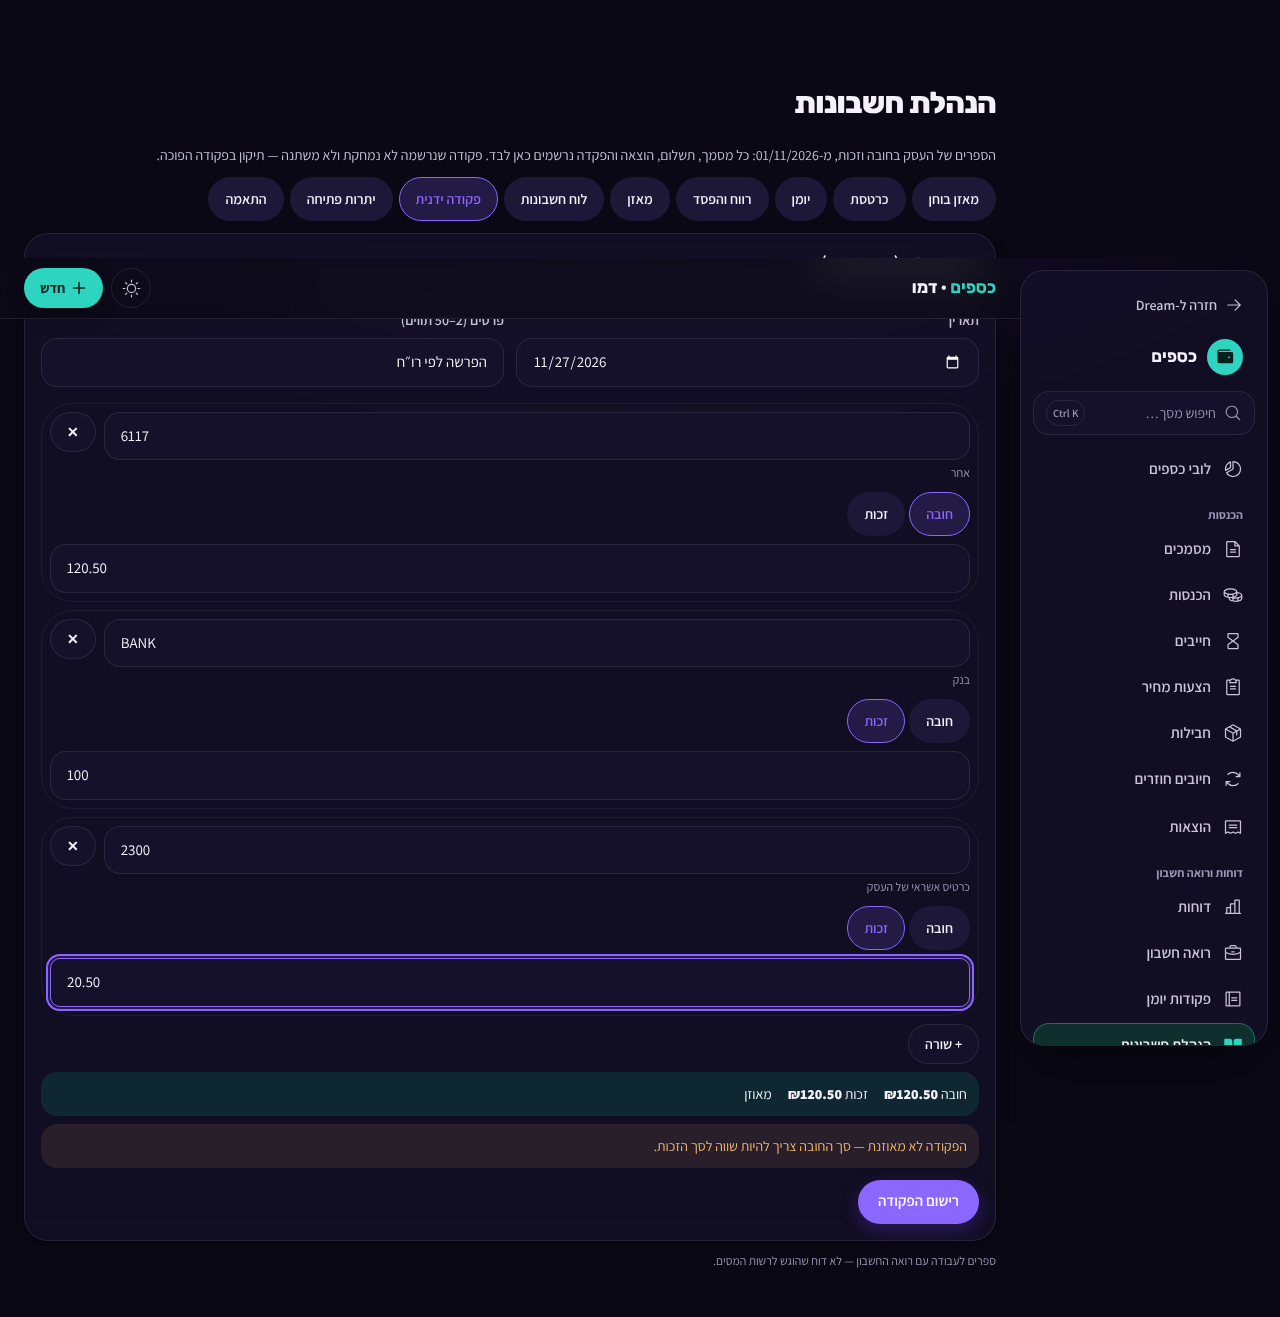 הנהלת חשבונות
הספרים של העסק בחובה וזכות, מ-01/11/2026: כל מסמך, תשלום, הוצאה והפקדה נרשמים כאן לבד. פקודה שנרשמה לא נמחקת ולא משתנה — תיקון בפקודה הפוכה.
מאזן בוחן
כרטסת
יומן
רווח והפסד
מאזן
לוח חשבונות
פקודה ידנית
יתרות פתיחה
התאמה
כספים • דמו
+ חדש
תאריך
פרטים (2–50 תווים)
11/27/2026
הפרשה לפי רו״ח
6117
×
אחר
חובה
זכות
120.50
BANK
×
בנק
חובה
זכות
100
2300
×
כרטיס אשראי של העסק
חובה
זכות
20.50
+ שורה
חובה ₪120.50 זכות ₪120.50 מאוזן
הפקודה לא מאוזנת — סך החובה צריך להיות שווה לסך הזכות.
רישום הפקודה
ספרים לעבודה עם רואה החשבון — לא דוח שהוגש לרשות המסים.
חזרה ל-Dream
כספים
חיפוש מסך…
Ctrl K
לובי כספים
הכנסות
מסמכים
הכנסות
חייבים
הצעות מחיר
חבילות
חיובים חוזרים
הוצאות
דוחות ורואה חשבון
דוחות
רואה חשבון
פקודות יומן
הנהלת חשבונות